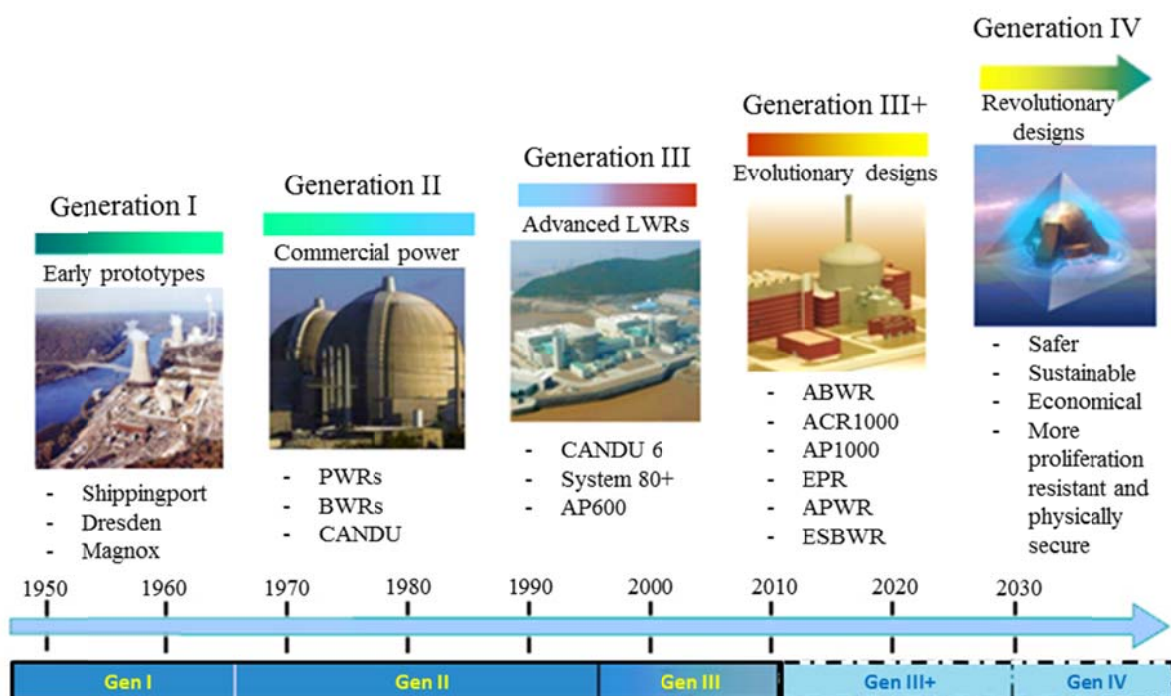 Generation I
Early prototypes
- Shippingport
- Dresden
- Magnox
Generation II
Commercial power
- PWRs
- BWRs
- CANDU
Generation III
Advanced LWRs
- CANDU 6
- System 80+
- AP600
Generation III+
Evolutionary designs
- ABWR
- ACR1000
- AP1000
- EPR
- APWR
- ESBWR
Generation IV
Revolutionary
designs
- Safer
- Sustainable
- Economical
- More
proliferation
resistant and
physically
secure
1950 1960 1970 1980 1990 2000 2010 2020 2030
Gen I Gen II Gen III Gen III+ Gen IV